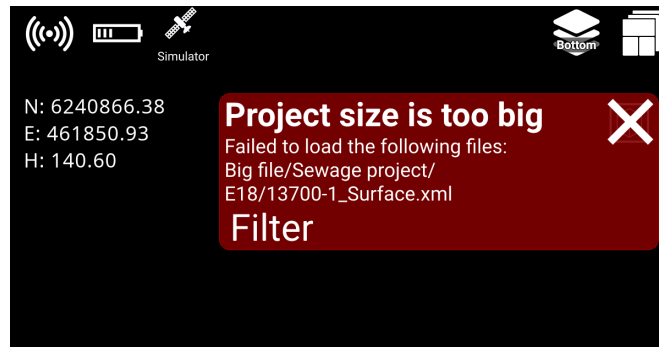 Simulator
Bottom
N: 6240866.38
E: 461850.93
H: 140.60
Project size is too big
Failed to load the following files:
Big file/Sewage project/
E18/13700-1_Surface.xml
Filter